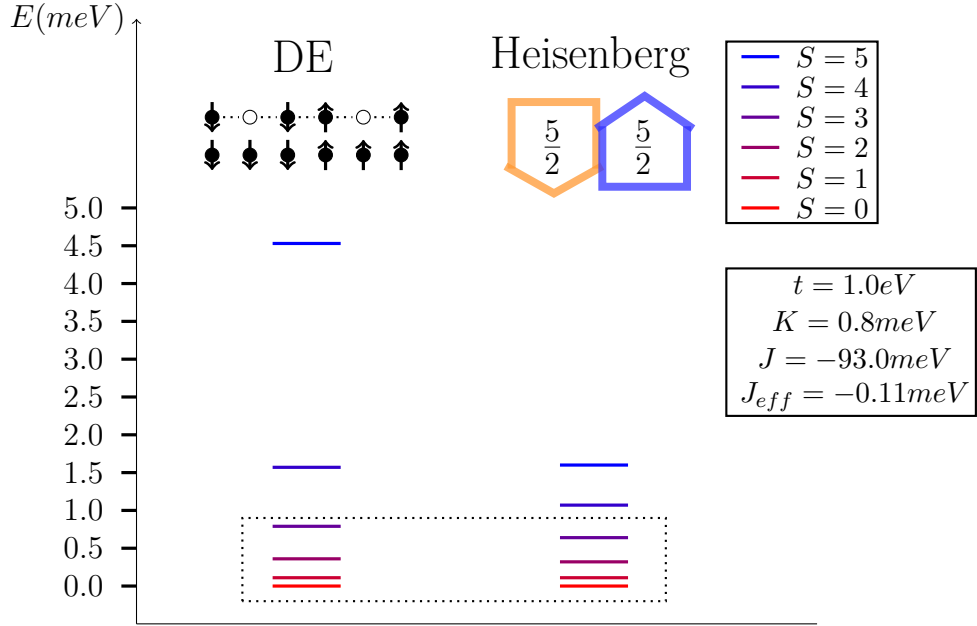 E(meV)
DE
Heisenberg
5/2
5/2
S = 5
S = 4
S = 3
S = 2
S = 1
S = 0
t = 1.0eV
K = 0.8meV
J = −93.0meV
J_{eff} = −0.11meV
5.0
4.5
4.0
3.5
3.0
2.5
2.0
1.5
1.0
0.5
0.0